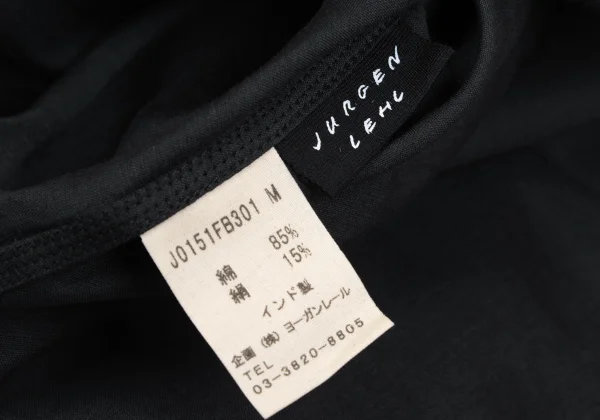 JURGEN
LEHL
J0151FB301 M
綿 85%
絹 15%
インド製
企画 (株) ヨーガンレール
TEL
03-3820-8805